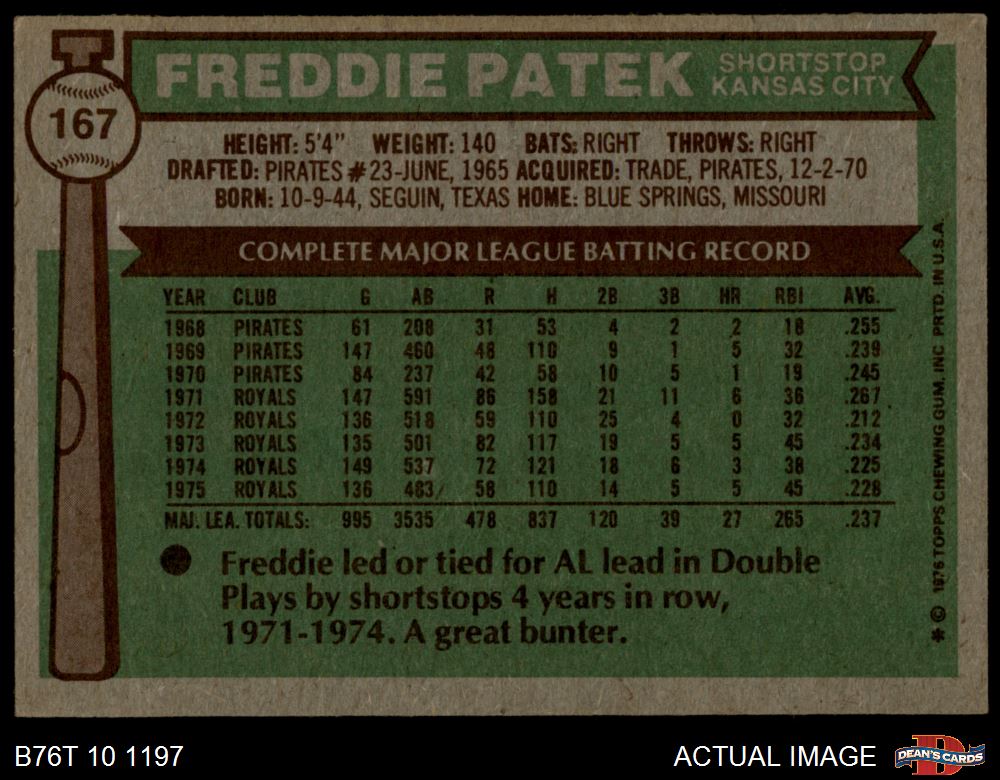 167
FREDDIE PATEK
SHORTSTOP
KANSAS CITY
HEIGHT: 5'4" WEIGHT: 140 BATS: RIGHT THROWS: RIGHT
DRAFTED: PIRATES #23-JUNE, 1965 ACQUIRED: TRADE, PIRATES, 12-2-70
BORN: 10-9-44, SEGUIN, TEXAS HOME: BLUE SPRINGS, MISSOURI
COMPLETE MAJOR LEAGUE BATTING RECORD
YEAR CLUB G AB R H 2B 3B HR RBI AVG.
1968 PIRATES 61 208 31 53 4 2 2 18 .255
1969 PIRATES 147 460 48 110 9 1 5 32 .239
1970 PIRATES 84 237 42 58 10 5 1 19 .245
1971 ROYALS 147 591 86 158 21 11 6 36 .267
1972 ROYALS 136 518 59 110 25 4 0 32 .212
1973 ROYALS 135 501 82 117 19 5 5 45 .234
1974 ROYALS 149 537 72 121 18 6 3 38 .225
1975 ROYALS 136 483 58 110 14 5 5 45 .228
MAJ. LEA. TOTALS: 995 3535 478 837 120 39 27 265 .237
Freddie led or tied for AL lead in Double
Plays by shortstops 4 years in row,
1971-1974. A great bunter.
* © 1976 TOPPS CHEWING GUM, INC PRTD. IN U.S.A.
B76T 10 1197
ACTUAL IMAGE
D
DEAN'S CARDS